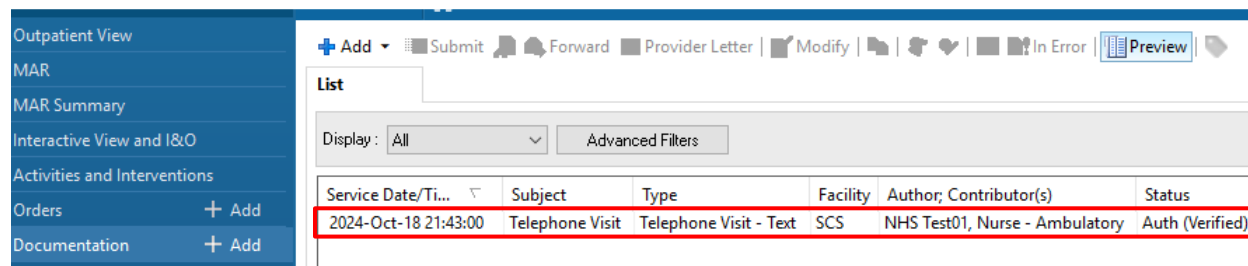 Outpatient View
MAR
MAR Summary
Interactive View and I&O
Activities and Interventions
Orders + Add
Documentation + Add
Add Submit Forward Provider Letter | Modify | | | In Error | Preview |
List
Display : All Advanced Filters
Service Date/Ti... Subject Type Facility Author; Contributor(s) Status
2024-Oct-18 21:43:00 Telephone Visit Telephone Visit - Text SCS NHS Test01, Nurse - Ambulatory Auth (Verified)